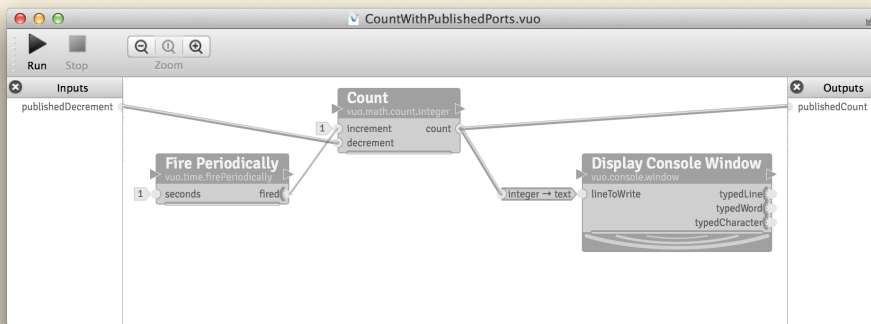 CountWithPublishedPorts.vuo
Run
Stop
Zoom
Inputs
publishedDecrement
Count
vuo.math.count.integer
1
increment
count
decrement
Fire Periodically
vuo.time.firePeriodically
1
seconds
fired
integer → text
Display Console Window
vuo.console.window
lineToWrite
typedLine
typedWord
typedCharacter
Outputs
publishedCount